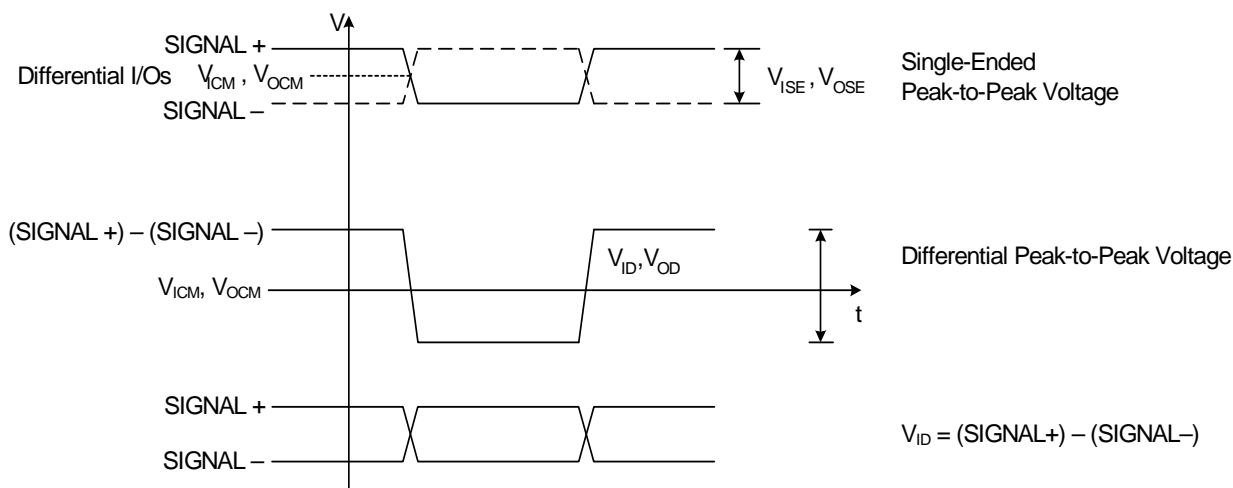 V
SIGNAL +
Differential I/Os V_ICM , V_OCM
SIGNAL –
V_ISE , V_OSE
Single-Ended
Peak-to-Peak Voltage
(SIGNAL +) – (SIGNAL –)
V_ID, V_OD
Differential Peak-to-Peak Voltage
V_ICM, V_OCM
t
SIGNAL +
SIGNAL –
V_ID = (SIGNAL+) – (SIGNAL–)